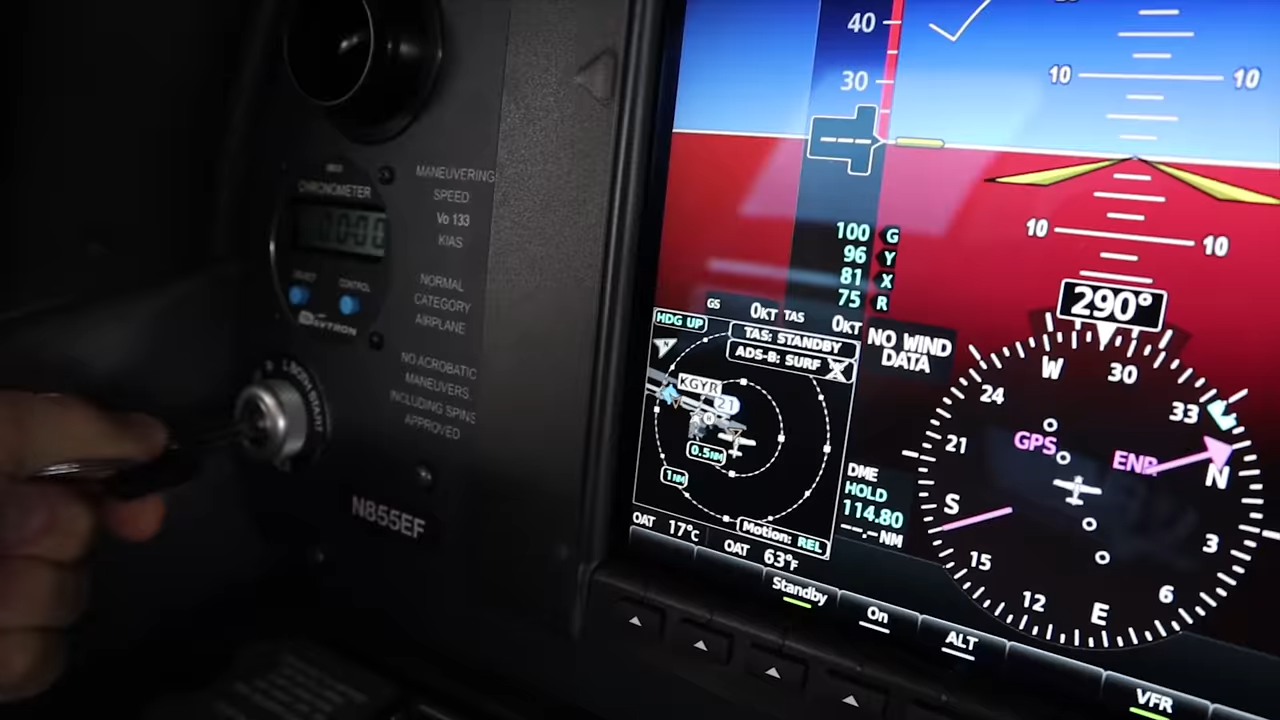 CHRONOMETER
SELECT
CONTROL
DAVTRON
MANEUVERING
SPEED
Vo 133
KIAS
NORMAL
CATEGORY
AIRPLANE
NO ACROBATIC
MANEUVERS,
INCLUDING SPINS
APPROVED
L BOTH START
N855EF
40
30
10 10
10 10
100 G
96 Y
81 X
75 R
GS 0KT TAS 0KT
HDG UP
TAS: STANDBY
ADS-B: SURF
NO WIND
DATA
KGYR
21
0.5NM
1NM
Motion: REL
OAT 17°C OAT 63°F
DME
HOLD
114.80
--.-NM
290°
W
30
33
N
3
6
E
12
15
S
21
24
GPS
ENR
Standby
On
ALT
VFR